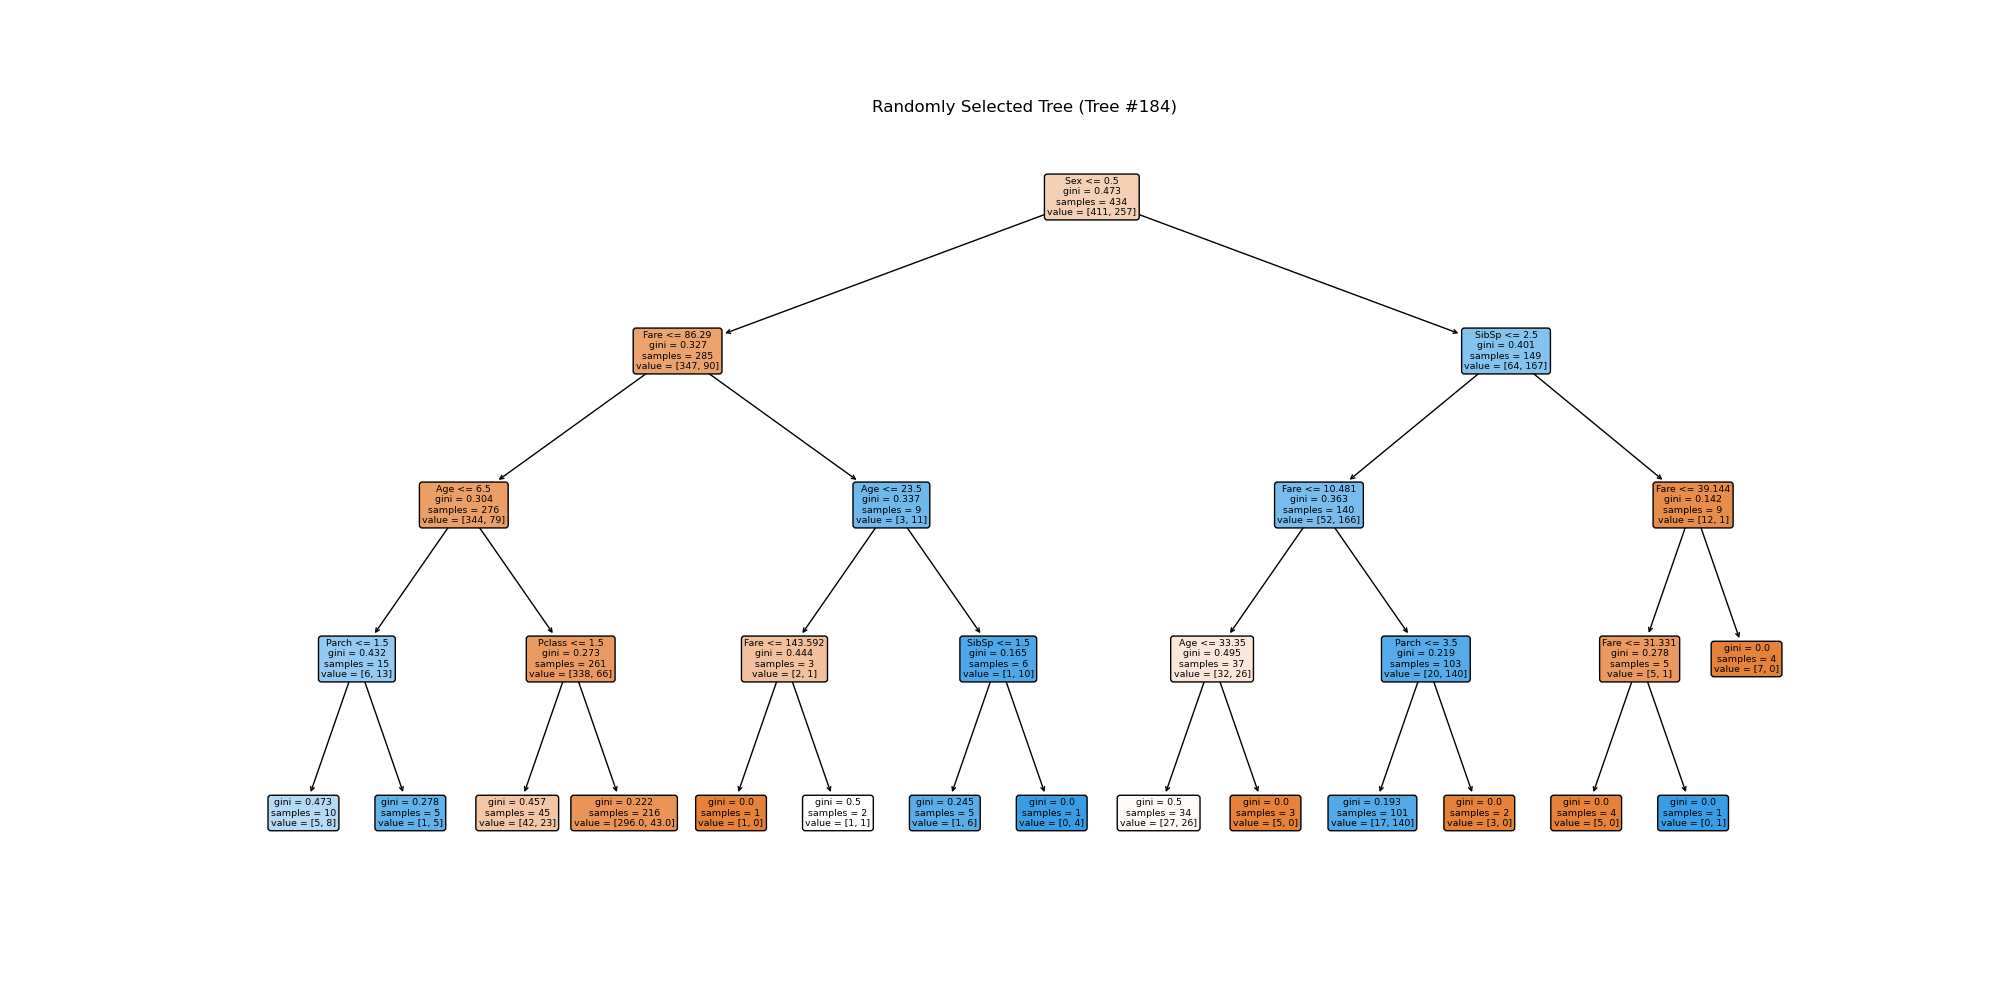 Randomly Selected Tree (Tree #184)
Sex <= 0.5
gini = 0.473
samples = 434
value = [411, 257]
Fare <= 86.29
gini = 0.327
samples = 285
value = [347, 90]
SibSp <= 2.5
gini = 0.401
samples = 149
value = [64, 167]
Age <= 6.5
gini = 0.304
samples = 276
value = [344, 79]
Age <= 23.5
gini = 0.337
samples = 9
value = [3, 11]
Fare <= 10.481
gini = 0.363
samples = 140
value = [52, 166]
Fare <= 39.144
gini = 0.142
samples = 9
value = [12, 1]
Parch <= 1.5
gini = 0.432
samples = 15
value = [6, 13]
Pclass <= 1.5
gini = 0.273
samples = 261
value = [338, 66]
Fare <= 143.592
gini = 0.444
samples = 3
value = [2, 1]
SibSp <= 1.5
gini = 0.165
samples = 6
value = [1, 10]
Age <= 33.35
gini = 0.495
samples = 37
value = [32, 26]
Parch <= 3.5
gini = 0.219
samples = 103
value = [20, 140]
Fare <= 31.331
gini = 0.278
samples = 5
value = [5, 1]
gini = 0.0
samples = 4
value = [7, 0]
gini = 0.473
samples = 10
value = [5, 8]
gini = 0.278
samples = 5
value = [1, 5]
gini = 0.457
samples = 45
value = [42, 23]
gini = 0.222
samples = 216
value = [296.0, 43.0]
gini = 0.0
samples = 1
value = [1, 0]
gini = 0.5
samples = 2
value = [1, 1]
gini = 0.245
samples = 5
value = [1, 6]
gini = 0.0
samples = 1
value = [0, 4]
gini = 0.5
samples = 34
value = [27, 26]
gini = 0.0
samples = 3
value = [5, 0]
gini = 0.193
samples = 101
value = [17, 140]
gini = 0.0
samples = 2
value = [3, 0]
gini = 0.0
samples = 4
value = [5, 0]
gini = 0.0
samples = 1
value = [0, 1]